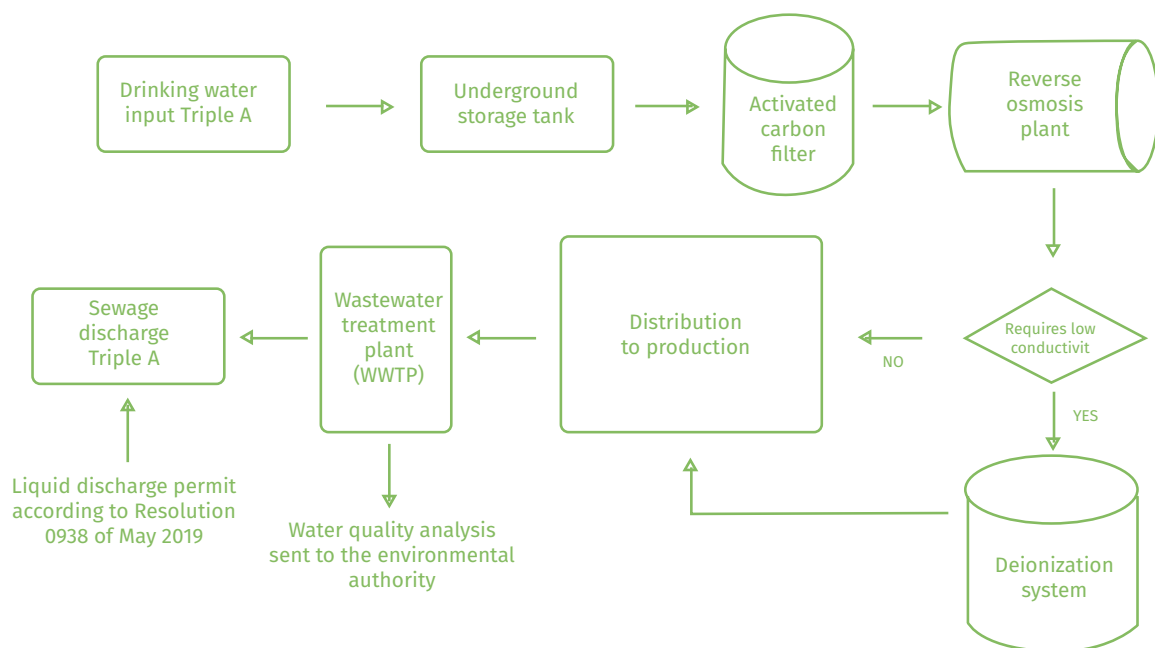 Drinking water
input Triple A
Underground
storage tank
Activated
carbon
filter
Reverse
osmosis
plant
Sewage
discharge
Triple A
Wastewater
treatment
plant
(WWTP)
Distribution
to production
NO
Requires low
conductivit
YES
Liquid discharge permit
according to Resolution
0938 of May 2019
Water quality analysis
sent to the environmental
authority
Deionization
system